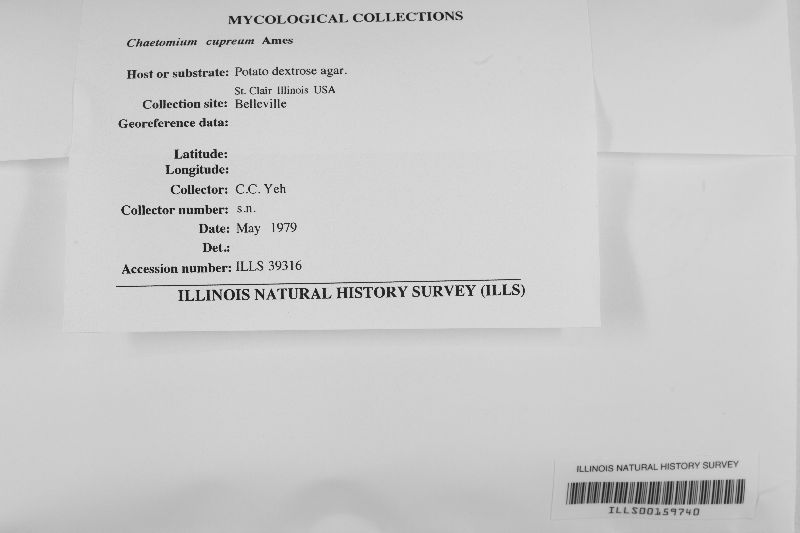 MYCOLOGICAL COLLECTIONS
Chaetomium cupreum Ames
Host or substrate: Potato dextrose agar.
St. Clair Illinois USA
Collection site: Belleville
Georeference data:
Latitude:
Longitude:
Collector: C.C. Yeh
Collector number: s.n.
Date: May 1979
Det.:
Accession number: ILLS 39316
ILLINOIS NATURAL HISTORY SURVEY (ILLS)
ILLINOIS NATURAL HISTORY SURVEY
ILLS00159740